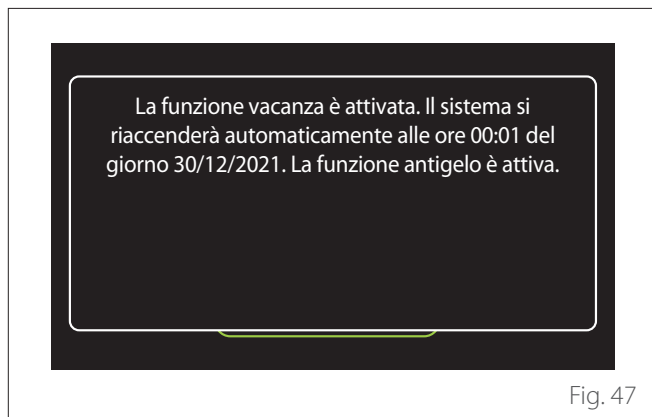 La funzione vacanza è attivata. Il sistema si
riaccenderà automaticamente alle ore 00:01 del
giorno 30/12/2021. La funzione antigelo è attiva.
Fig. 47